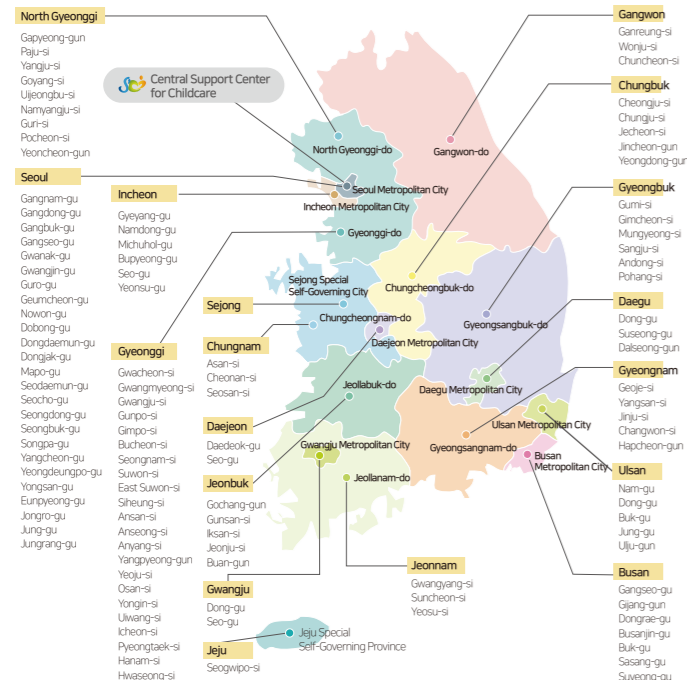 North Gyeonggi
Gapyeong-gun
Paju-si
Yangju-si
Goyang-si
Uijeongbu-si
Namyangju-si
Guri-si
Pocheon-si
Yeoncheon-gun
Central Support Center
for Childcare
Seoul
Gangnam-gu
Gangdong-gu
Gangbuk-gu
Gangseo-gu
Gwanak-gu
Gwangjin-gu
Guro-gu
Geumcheon-gu
Nowon-gu
Dobong-gu
Dongdaemun-gu
Dongjak-gu
Mapo-gu
Seodaemun-gu
Seocho-gu
Seongdong-gu
Seongbuk-gu
Songpa-gu
Yangcheon-gu
Yeongdeungpo-gu
Yongsan-gu
Eunpyeong-gu
Jongro-gu
Jung-gu
Jungrang-gu
Incheon
Gyeyang-gu
Namdong-gu
Michuhol-gu
Bupyeong-gu
Seo-gu
Yeonsu-gu
Gyeonggi
Gwacheon-si
Gwangmyeong-si
Gwangju-si
Gunpo-si
Gimpo-si
Bucheon-si
Seongnam-si
Suwon-si
East Suwon-si
Siheung-si
Ansan-si
Anseong-si
Anyang-si
Yangpyeong-gun
Yeoju-si
Osan-si
Yongin-si
Uiwang-si
Icheon-si
Pyeongtaek-si
Hanam-si
Hwaseong-si
Sejong
Chungnam
Asan-si
Cheonan-si
Seosan-si
Daejeon
Daedeok-gu
Seo-gu
Jeonbuk
Gochang-gun
Gunsan-si
Iksan-si
Jeonju-si
Buan-gun
Gwangju
Dong-gu
Seo-gu
Jeju
Seogwipo-si
North Gyeonggi-do
Gangwon-do
Seoul Metropolitan City
Incheon Metropolitan City
Gyeonggi-do
Sejong Special
Self-Governing City
Chungcheongbuk-do
Chungcheongnam-do
Gyeongsangbuk-do
Daejeon Metropolitan City
Jeollabuk-do
Daegu Metropolitan City
Ulsan Metropolitan City
Gwangju Metropolitan City
Gyeongsangnam-do
Busan
Metropolitan City
Jeollanam-do
Jeju Special
Self-Governing Province
Jeonnam
Gwangyang-si
Suncheon-si
Yeosu-si
Gangwon
Ganreung-si
Wonju-si
Chuncheon-si
Chungbuk
Cheongju-si
Chungju-si
Jecheon-si
Jincheon-gun
Yeongdong-gun
Gyeongbuk
Gumi-si
Gimcheon-si
Mungyeong-si
Sangju-si
Andong-si
Pohang-si
Daegu
Dong-gu
Suseong-gu
Dalseong-gun
Gyeongnam
Geoje-si
Yangsan-si
Jinju-si
Changwon-si
Hapcheon-gun
Ulsan
Nam-gu
Dong-gu
Buk-gu
Jung-gu
Ulju-gun
Busan
Gangseo-gu
Gijang-gun
Dongrae-gu
Busanjin-gu
Buk-gu
Sasang-gu
Suyeong-gu